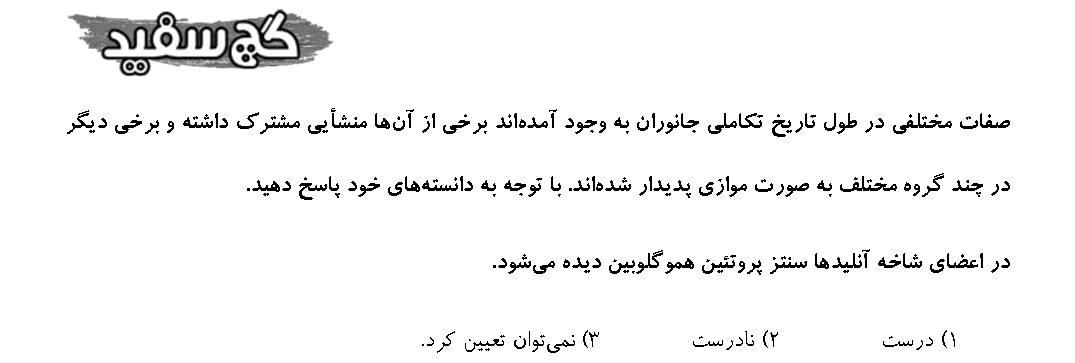 گچ سفید
صفات مختلفی در طول تاریخ تکاملی جانوران به وجود آمده‌اند برخی از آن‌ها منشأیی مشترک داشته و برخی دیگر
در چند گروه مختلف به صورت موازی پدیدار شده‌اند. با توجه به دانسته‌های خود پاسخ دهید.
در اعضای شاخه آنلیدها سنتز پروتئین هموگلوبین دیده می‌شود.
۱) درست ۲) نادرست ۳) نمی‌توان تعیین کرد.